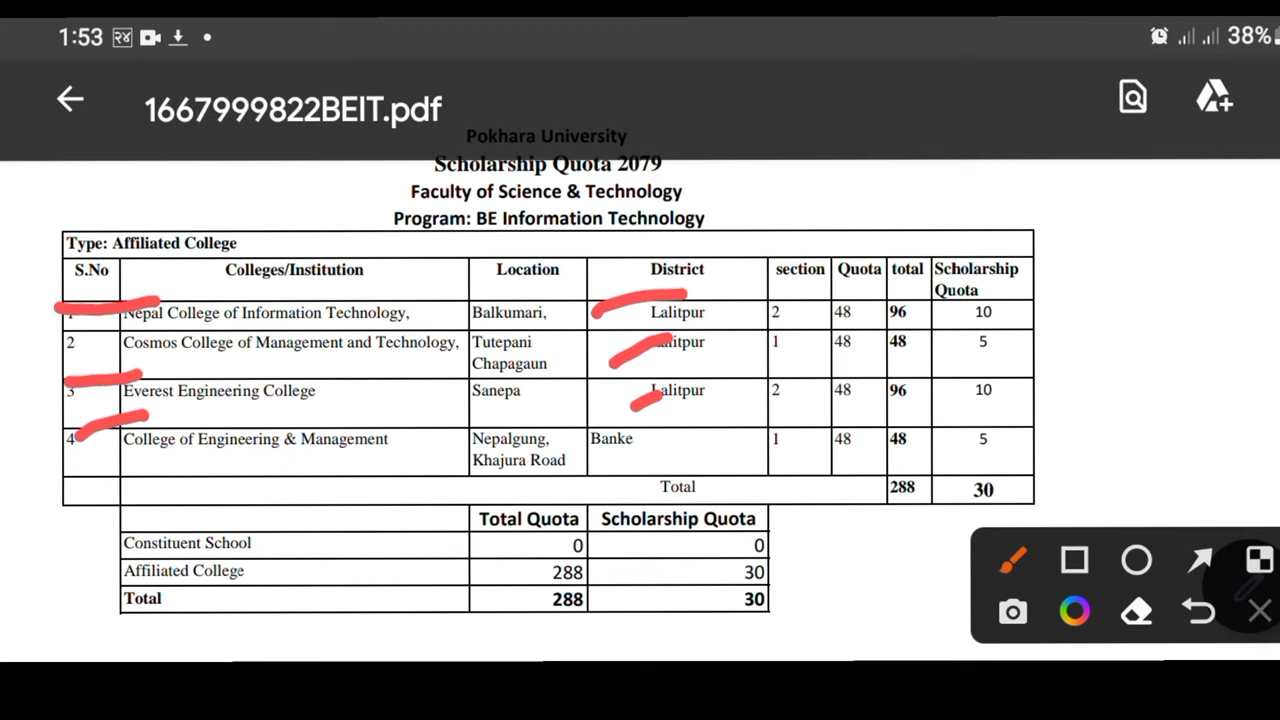 1:53 २४ 38%
1667999822BEIT.pdf
Pokhara University
Scholarship Quota 2079
Faculty of Science & Technology
Program: BE Information Technology
Type: Affiliated College
S.No Colleges/Institution Location District section Quota total Scholarship Quota
Nepal College of Information Technology, Balkumari, Lalitpur 2 48 96 10
2 Cosmos College of Management and Technology, Tutepani Chapagaun Lalitpur 1 48 48 5
3 Everest Engineering College Sanepa Lalitpur 2 48 96 10
4 College of Engineering & Management Nepalgung, Khajura Road Banke 1 48 48 5
Total 288 30
Total Quota Scholarship Quota
Constituent School 0 0
Affiliated College 288 30
Total 288 30